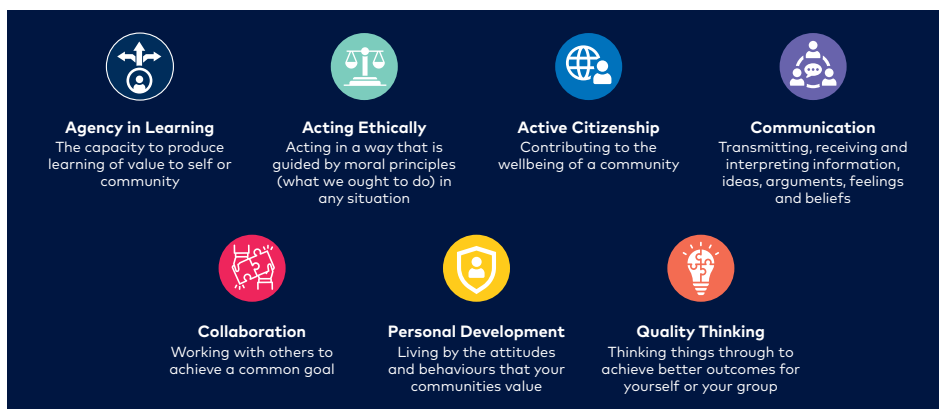 Agency in Learning
The capacity to produce
learning of value to self or
community
Acting Ethically
Acting in a way that is
guided by moral principles
(what we ought to do) in
any situation
Active Citizenship
Contributing to the
wellbeing of a community
Communication
Transmitting, receiving and
interpreting information,
ideas, arguments, feelings
and beliefs
Collaboration
Working with others to
achieve a common goal
Personal Development
Living by the attitudes
and behaviours that your
communities value
Quality Thinking
Thinking things through to
achieve better outcomes for
yourself or your group